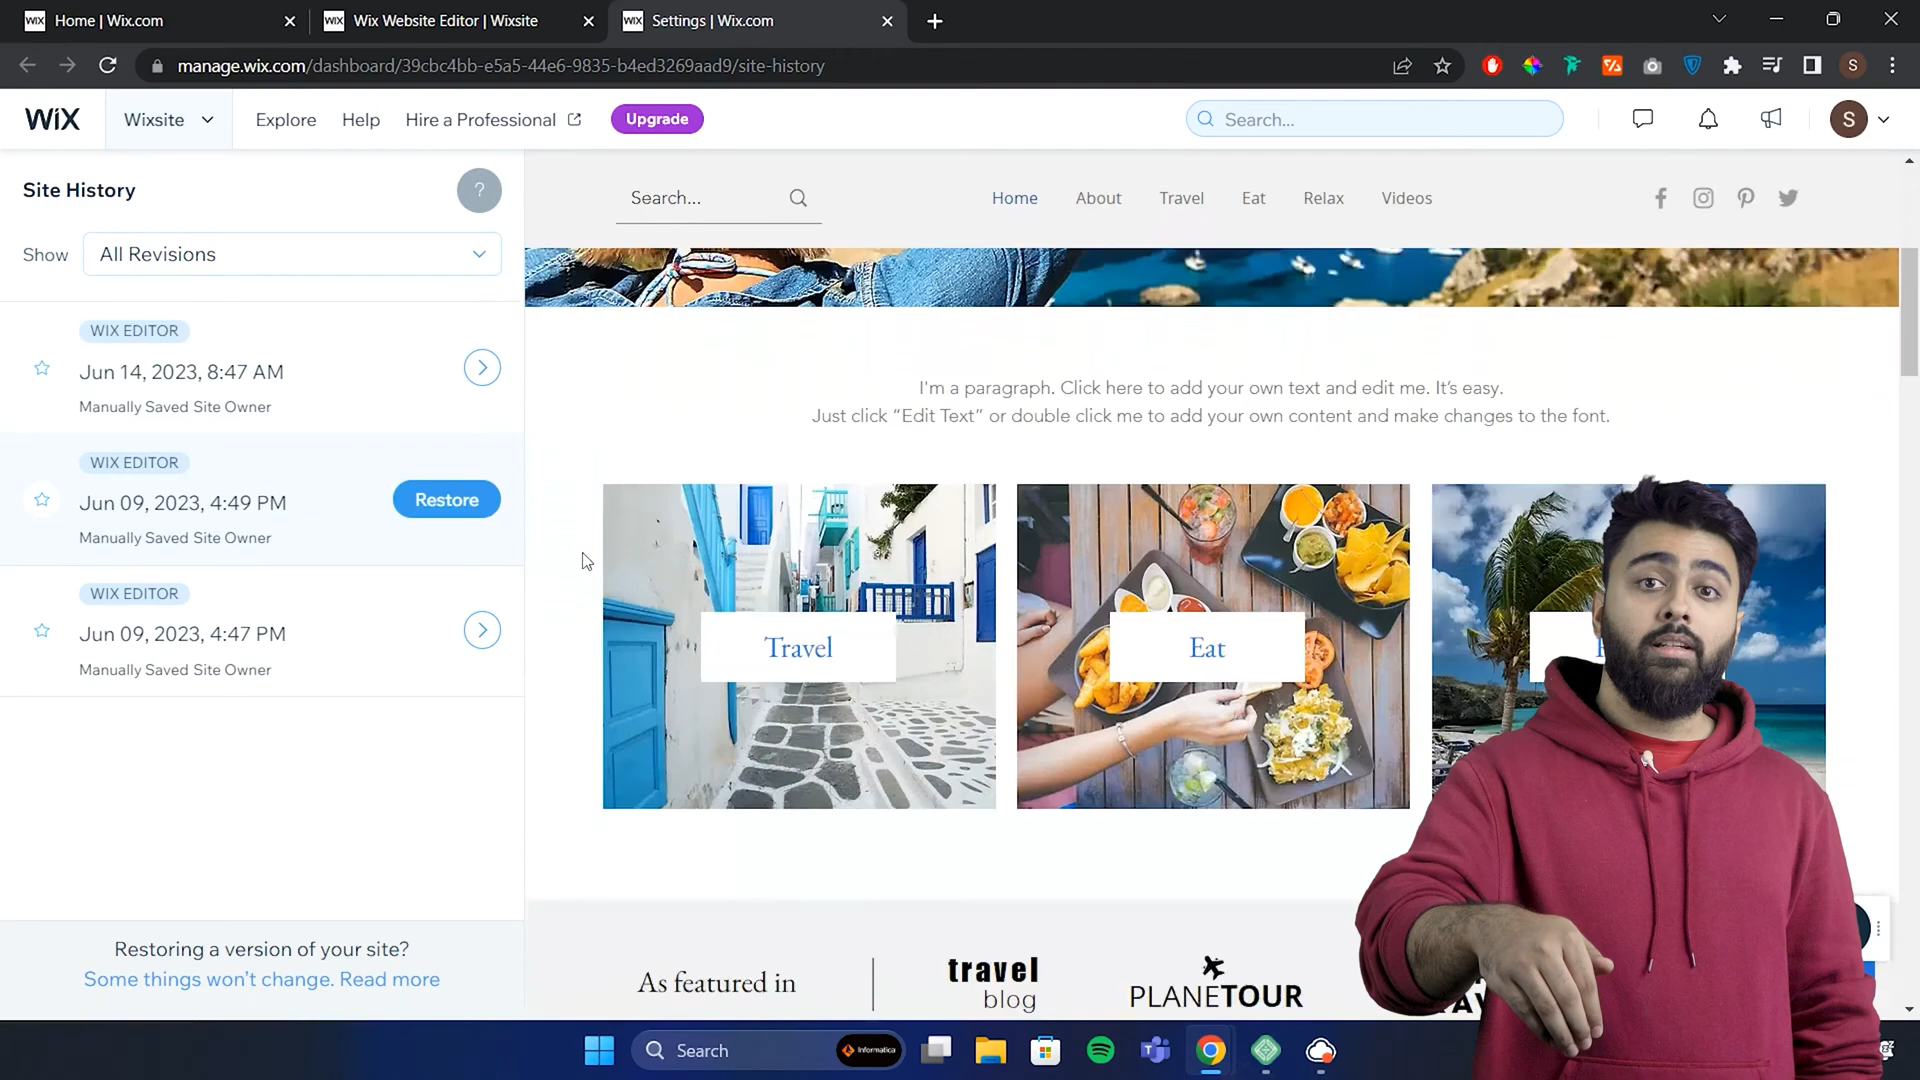 WIX Home | Wix.com
WIX Wix Website Editor | Wixsite
WIX Settings | Wix.com
manage.wix.com/dashboard/39cbc4bb-e5a5-44e6-9835-b4ed3269aad9/site-history
S
WiX
Wixsite
Explore
Help
Hire a Professional
Upgrade
Search...
S
Site History
?
Show
All Revisions
WIX EDITOR
Jun 14, 2023, 8:47 AM
Manually Saved Site Owner
WIX EDITOR
Jun 09, 2023, 4:49 PM
Restore
Manually Saved Site Owner
WIX EDITOR
Jun 09, 2023, 4:47 PM
Manually Saved Site Owner
Restoring a version of your site?
Some things won't change. Read more
Search...
Home
About
Travel
Eat
Relax
Videos
I'm a paragraph. Click here to add your own text and edit me. It’s easy.
Just click “Edit Text” or double click me to add your own content and make changes to the font.
Travel
Eat
As featured in
travel
blog
PLANETOUR
Search
Informatica